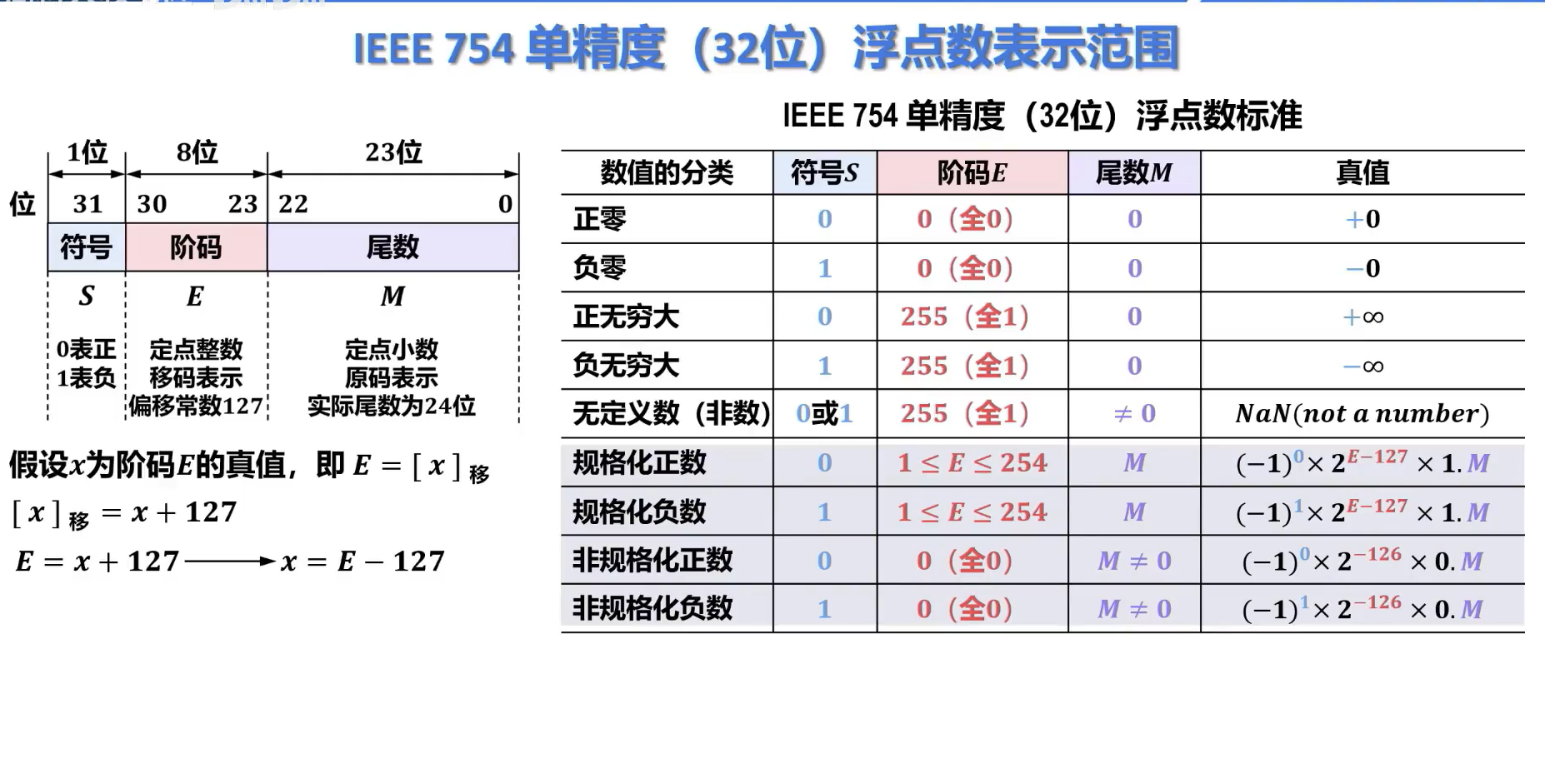 IEEE 754 单精度（32位）浮点数表示范围
IEEE 754 单精度（32位）浮点数标准
1位 8位 23位
位 31 30 23 22 0
符号 阶码 尾数
S E M
0表正 定点整数 定点小数
1表负 移码表示 原码表示
偏移常数127 实际尾数为24位
假设x为阶码E的真值，即 E = [ x ]移
[ x ]移 = x + 127
E = x + 127 → x = E − 127
数值的分类 符号S 阶码E 尾数M 真值
正零 0 0（全0） 0 +0
负零 1 0（全0） 0 −0
正无穷大 0 255（全1） 0 +∞
负无穷大 1 255（全1） 0 −∞
无定义数（非数） 0或1 255（全1） ≠ 0 NaN(not a number)
规格化正数 0 1 ≤ E ≤ 254 M (−1)⁰× 2^{E−127} × 1. M
规格化负数 1 1 ≤ E ≤ 254 M (−1)¹× 2^{E−127} × 1. M
非规格化正数 0 0（全0） M ≠ 0 (−1)⁰× 2^{−126} × 0. M
非规格化负数 1 0（全0） M ≠ 0 (−1)¹× 2^{−126} × 0. M